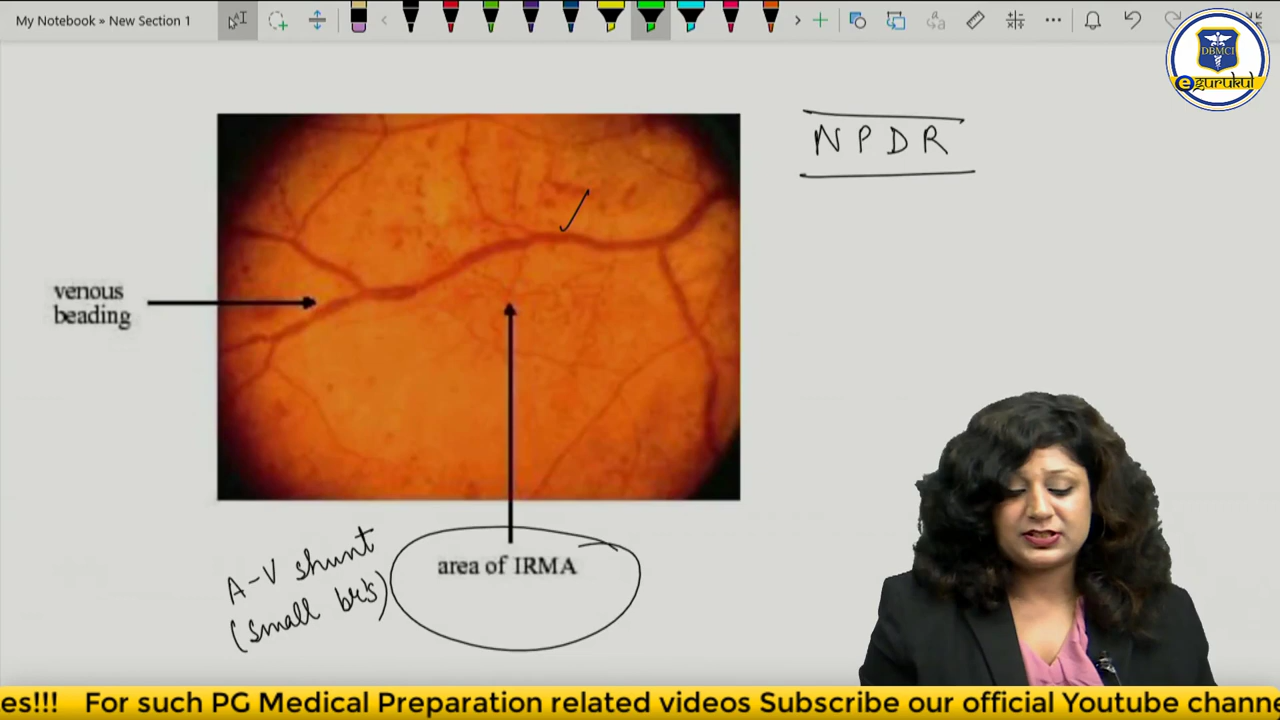 My Notebook » New Section 1
DBMCI
eGurukul
NPDR
venous
beading
A-V shunt
(small br's)
area of IRMA
es!!! For such PG Medical Preparation related videos Subscribe our official Youtube channe